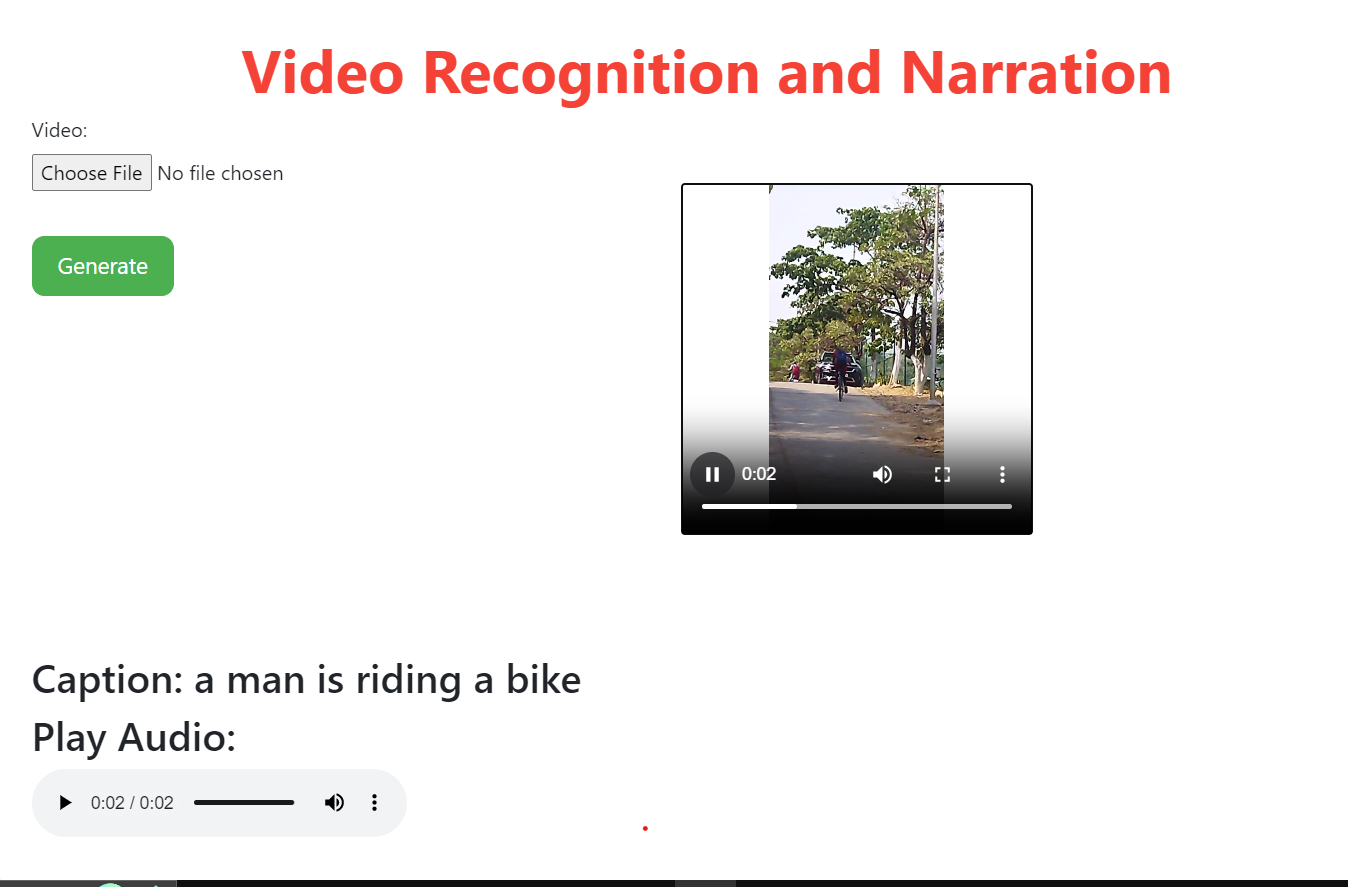 Video Recognition and Narration
Video:
Choose File No file chosen
Generate
0:02
Caption: a man is riding a bike
Play Audio:
0:02 / 0:02